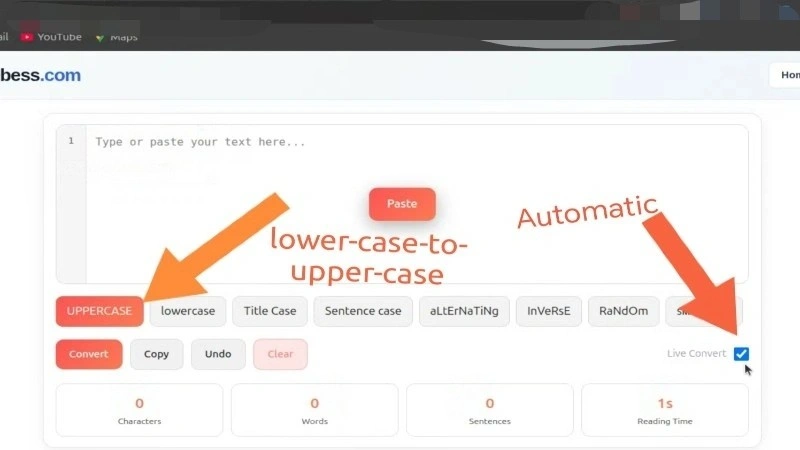 YouTube
Maps
bess.com
1 Type or paste your text here...
Paste
Automatic
lower-case-to-
upper-case
UPPERCASE lowercase Title Case Sentence case aLtErNaTiNg InVeRsE RaNdOm
Convert Copy Undo Clear Live Convert
0 0 0 1s
Characters Words Sentences Reading Time